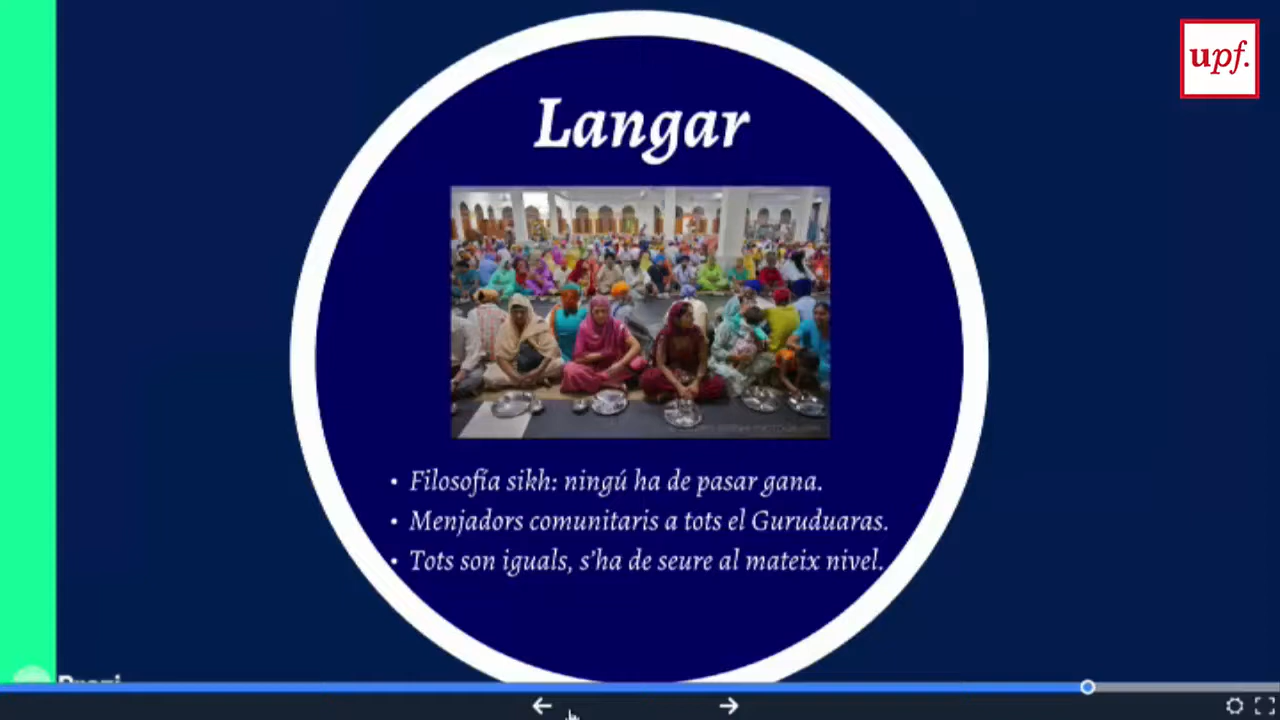 upf.
Langar
• Filosofía sikh: ningú ha de pasar gana.
• Menjadors comunitaris a tots el Guruduaras.
• Tots son iguals, s'ha de seure al mateix nivel.
Prezi